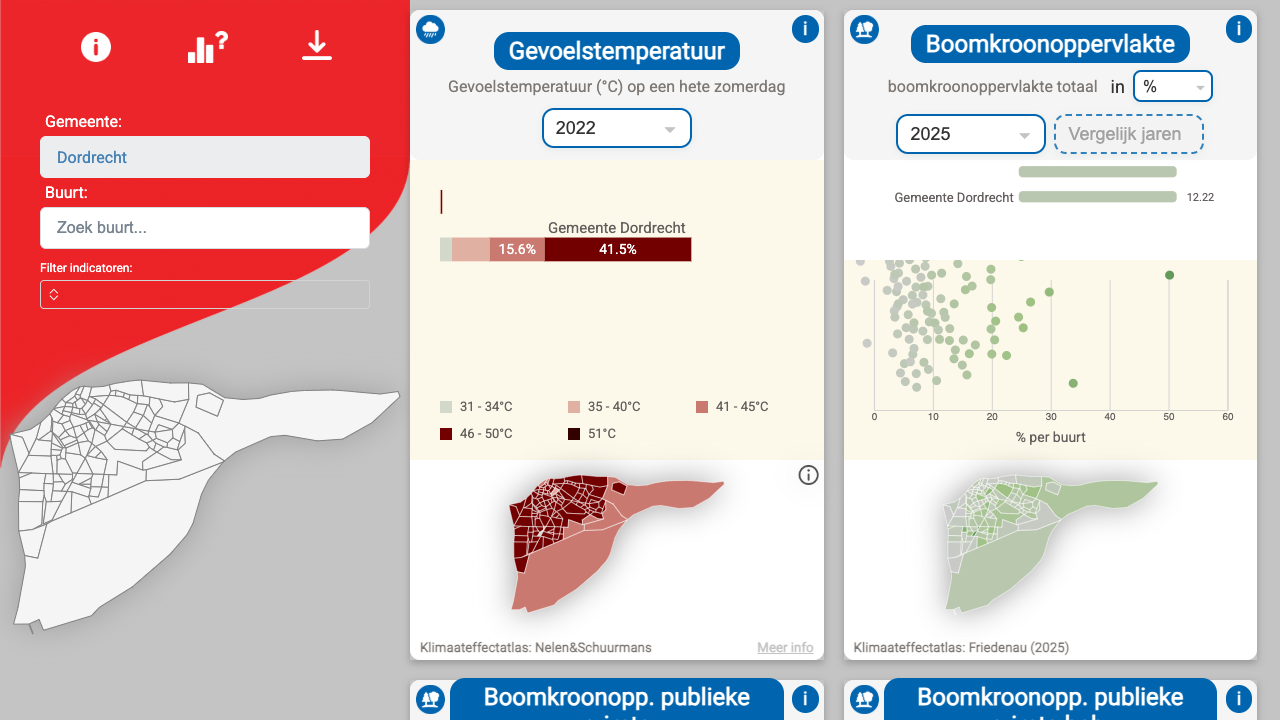 Gemeente:
Dordrecht
Buurt:
Zoek buurt...
Filter indicatoren:
Gevoelstemperatuur
Gevoelstemperatuur (°C) op een hete zomerdag
2022
Gemeente Dordrecht
15.6% 41.5%
31 - 34°C 35 - 40°C 41 - 45°C
46 - 50°C 51°C
Klimaateffectatlas: Nelen&Schuurmans Meer info
Boomkroonoppervlakte
boomkroonoppervlakte totaal in %
2025 Vergelijk jaren
Gemeente Dordrecht 12.22
0 10 20 30 40 50 60
% per buurt
Klimaateffectatlas: Friedenau (2025)
Boomkroonopp. publieke
Boomkroonopp. publieke